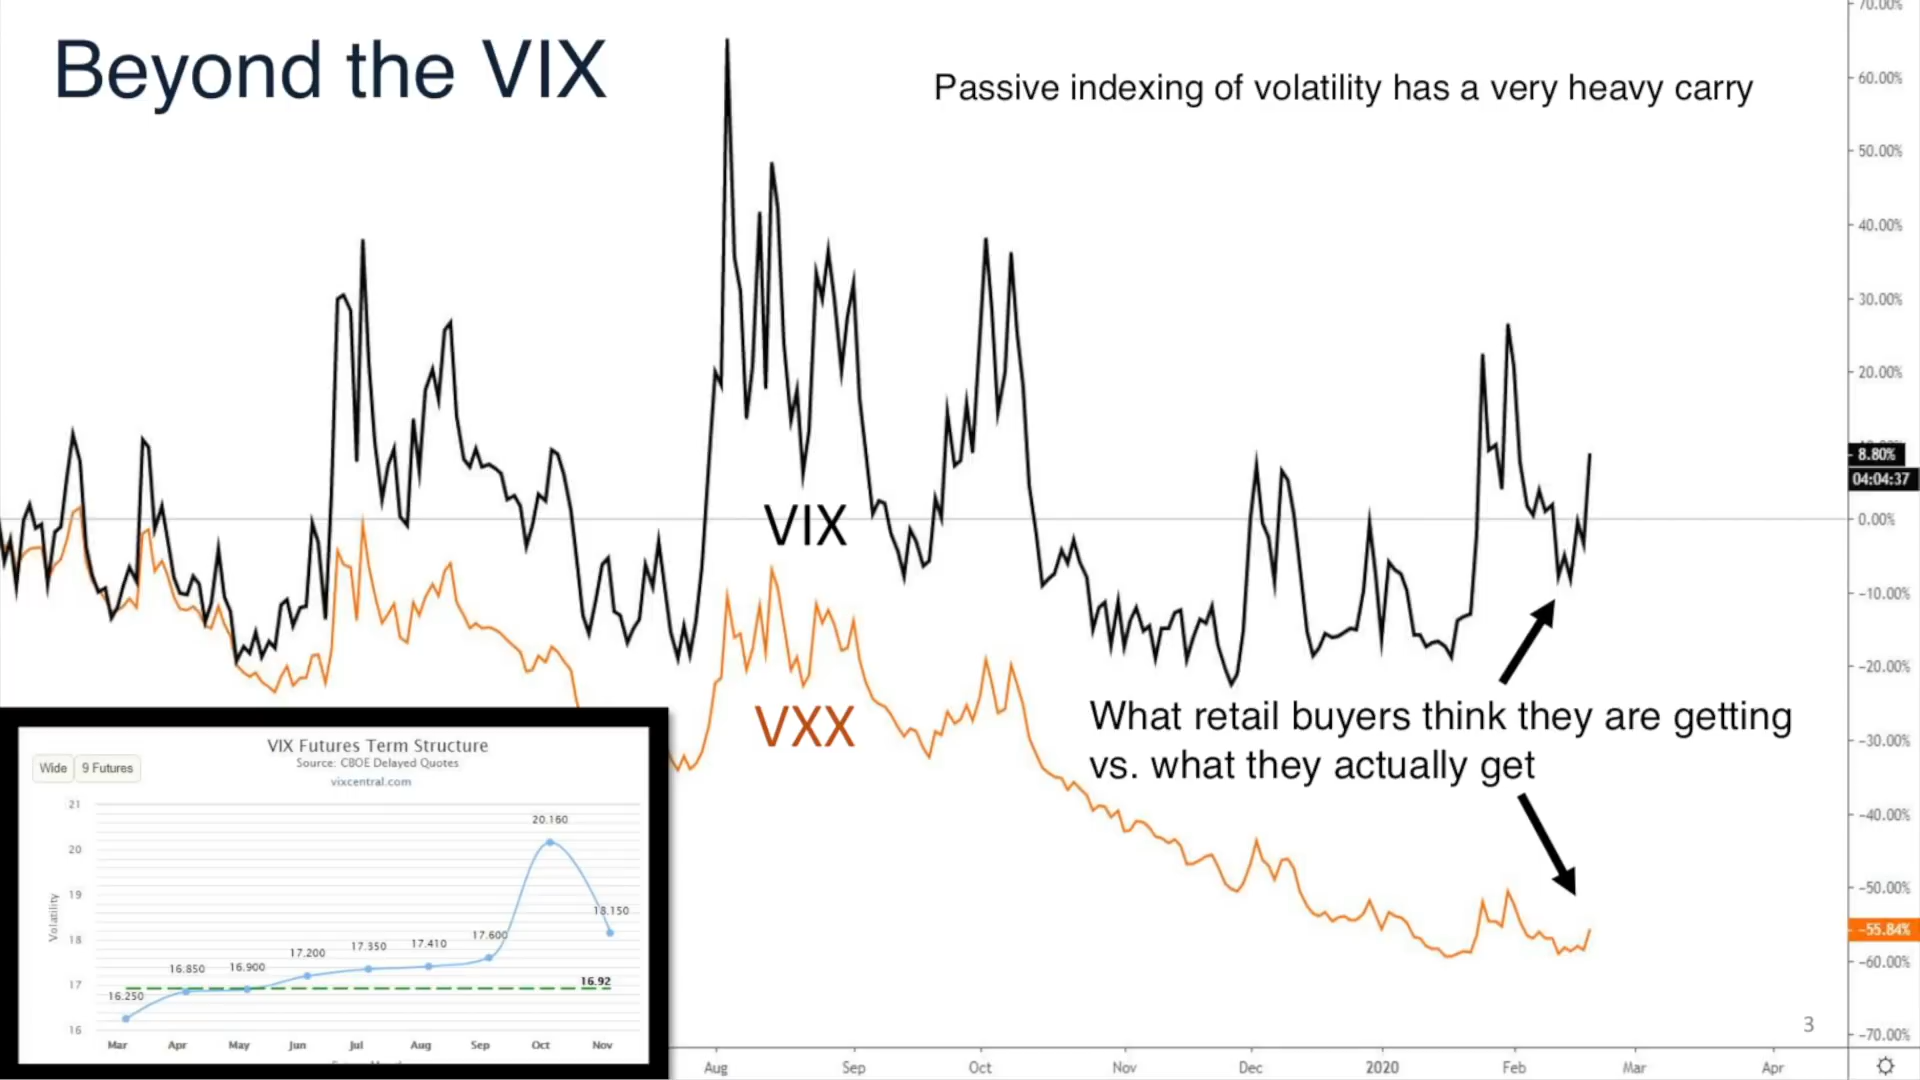 Beyond the VIX
Passive indexing of volatility has a very heavy carry
VIX
VXX
What retail buyers think they are getting
vs. what they actually get
70.00%
60.00%
50.00%
40.00%
30.00%
20.00%
8.80%
04:04:37
0.00%
-10.00%
-20.00%
-30.00%
-40.00%
-50.00%
-55.84%
-60.00%
-70.00%
3
Aug Sep Oct Nov Dec 2020 Feb Mar Apr
VIX Futures Term Structure
Source: CBOE Delayed Quotes
vixcentral.com
Wide 9 Futures
Volatility
21
20
19
18
17
16
16.250
16.850
16.900
17.200
17.350
17.410
17.600
20.160
18.150
16.92
Mar Apr May Jun Jul Aug Sep Oct Nov